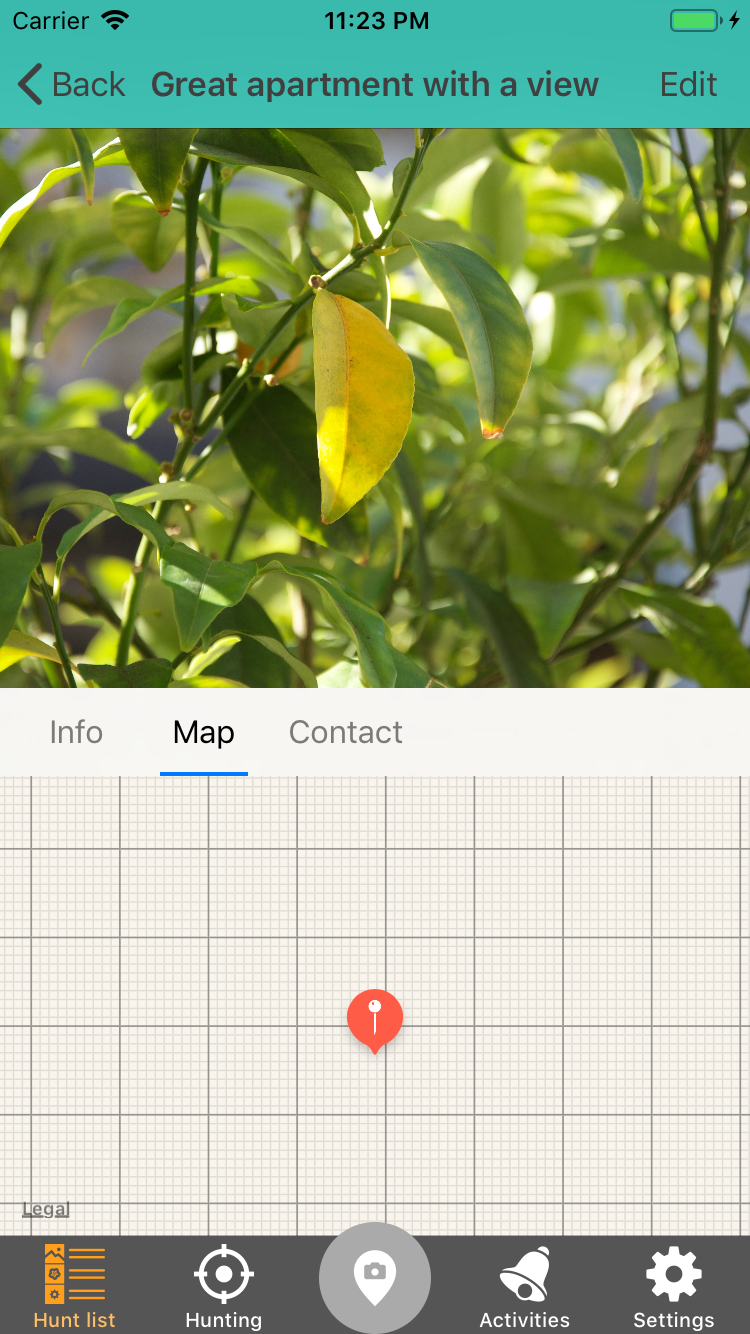 Carrier 11:23 PM
Back Great apartment with a view Edit
Info Map Contact
Legal
Hunt list Hunting Activities Settings